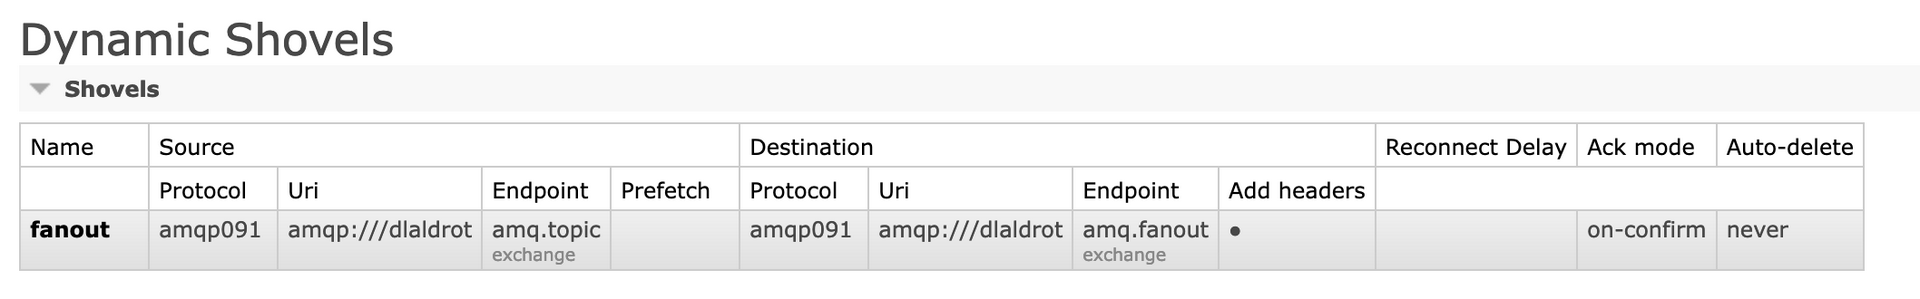 Dynamic Shovels
Shovels
Name Source Destination Reconnect Delay Ack mode Auto-delete
Protocol Uri Endpoint Prefetch Protocol Uri Endpoint Add headers
fanout amqp091 amqp:///dlaldrot amq.topic amqp091 amqp:///dlaldrot amq.fanout ● on-confirm never
exchange exchange